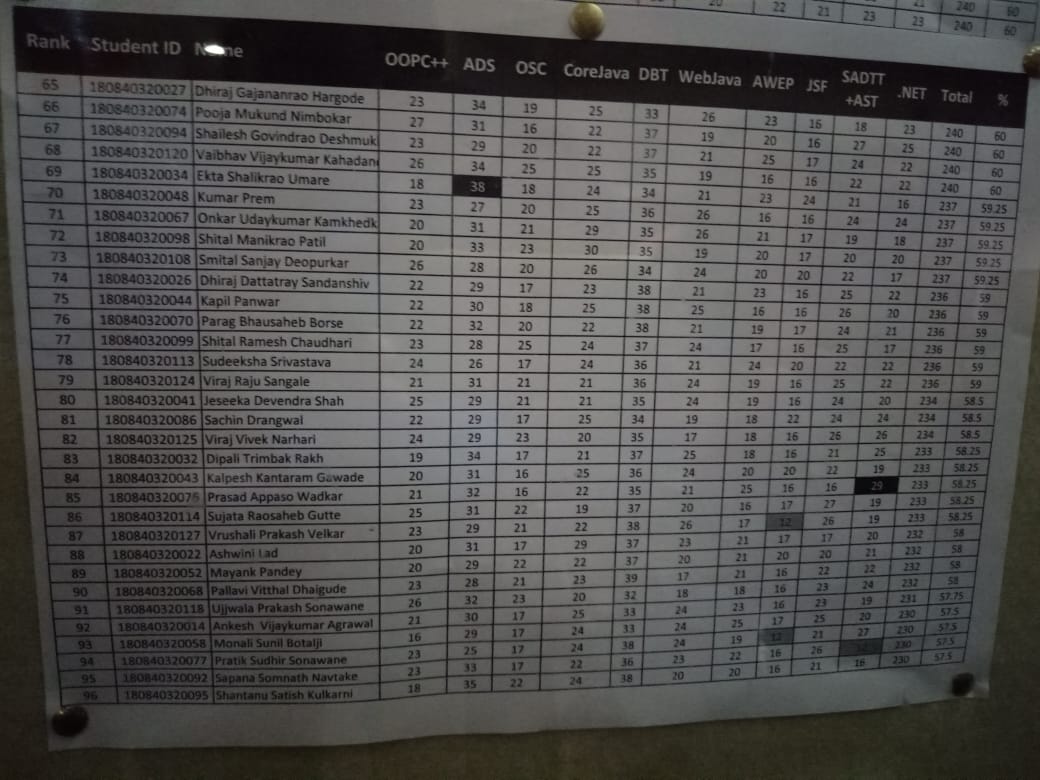 20 22 21 23 240 60
23 240 60
Rank Student ID Name OOPC++ ADS OSC CoreJava DBT WebJava AWEP JSF SADTT +AST .NET Total %
65 180840320027 Dhiraj Gajananrao Hargode 23 34 19 25 33 26 23 16 18 23 240 60
66 180840320074 Pooja Mukund Nimbokar 27 31 16 22 37 19 20 16 27 25 240 60
67 180840320094 Shailesh Govindrao Deshmuk 23 29 20 22 37 21 25 17 24 22 240 60
68 180840320120 Vaibhav Vijaykumar Kahadan 26 34 25 25 35 19 16 16 22 22 240 60
69 180840320034 Ekta Shalikrao Umare 18 38 18 24 34 21 23 24 21 16 237 59.25
70 180840320048 Kumar Prem 23 27 20 25 36 26 16 16 24 24 237 59.25
71 180840320067 Onkar Udaykumar Kamkhedk 20 31 21 29 35 26 21 17 19 18 237 59.25
72 180840320098 Shital Manikrao Patil 20 33 23 30 35 19 20 17 20 20 237 59.25
73 180840320108 Smital Sanjay Deopurkar 26 28 20 26 34 24 20 20 22 17 237 59.25
74 180840320026 Dhiraj Dattatray Sandanshiv 22 29 17 23 38 21 23 16 25 22 236 59
75 180840320044 Kapil Panwar 22 30 18 25 38 25 16 16 26 20 236 59
76 180840320070 Parag Bhausaheb Borse 22 32 20 22 38 21 19 17 24 21 236 59
77 180840320099 Shital Ramesh Chaudhari 23 28 25 24 37 24 17 16 25 17 236 59
78 180840320113 Sudeeksha Srivastava 24 26 17 24 36 21 24 20 22 22 236 59
79 180840320124 Viraj Raju Sangale 21 31 21 21 36 24 19 16 25 22 236 59
80 180840320041 Jeseeka Devendra Shah 25 29 21 21 35 24 19 16 24 20 234 58.5
81 180840320086 Sachin Drangwal 22 29 17 25 34 19 18 22 24 24 234 58.5
82 180840320125 Viraj Vivek Narhari 24 29 23 20 35 17 18 16 26 26 234 58.5
83 180840320032 Dipali Trimbak Rakh 19 34 17 21 37 25 18 16 21 25 233 58.25
84 180840320043 Kalpesh Kantaram Gawade 20 31 16 25 36 24 20 20 22 19 233 58.25
85 180840320076 Prasad Appaso Wadkar 21 32 16 22 35 21 25 16 16 29 233 58.25
86 180840320114 Sujata Raosaheb Gutte 25 31 22 19 37 20 16 17 27 19 233 58.25
87 180840320127 Vrushali Prakash Velkar 23 29 21 22 38 26 17 12 26 19 233 58.25
88 180840320022 Ashwini Lad 20 31 17 29 37 23 21 17 17 20 232 58
89 180840320052 Mayank Pandey 20 29 22 22 37 20 21 20 20 21 232 58
90 180840320068 Pallavi Vitthal Dhaigude 23 28 21 23 39 17 21 16 22 22 232 58
91 180840320118 Ujjwala Prakash Sonawane 26 32 23 20 32 18 18 16 23 24 232 58
92 180840320014 Ankesh Vijaykumar Agrawal 21 30 17 25 33 24 23 16 23 19 231 57.75
93 180840320058 Monali Sunil Botalji 16 29 17 24 33 24 25 17 25 20 230 57.5
94 180840320077 Pratik Sudhir Sonawane 23 25 17 24 38 24 19 12 21 27 230 57.5
95 180840320092 Sapana Somnath Navtake 23 33 17 22 36 23 22 16 26 230 57.5
96 180840320095 Shantanu Satish Kulkarni 18 35 22 24 38 20 20 16 21 16 230 57.5